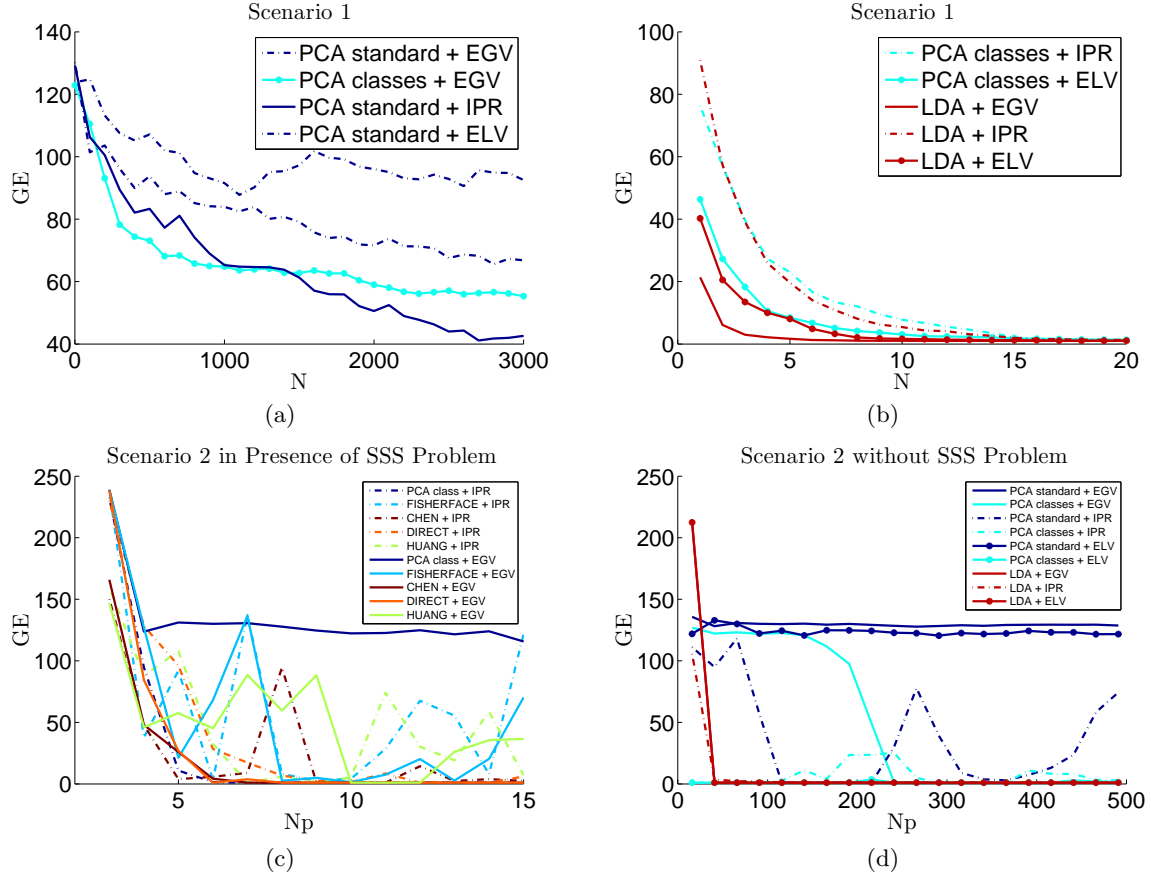 Scenario 1
GE
140
120
100
80
60
40
0
1000
2000
3000
N
PCA standard + EGV
PCA classes + EGV
PCA standard + IPR
PCA standard + ELV
(a)
Scenario 1
GE
100
80
60
40
20
0
0
5
10
15
20
N
PCA classes + IPR
PCA classes + ELV
LDA + EGV
LDA + IPR
LDA + ELV
(b)
Scenario 2 in Presence of SSS Problem
GE
250
200
150
100
50
0
5
10
15
Np
PCA class + IPR
FISHERFACE + IPR
CHEN + IPR
DIRECT + IPR
HUANG + IPR
PCA class + EGV
FISHERFACE + EGV
CHEN + EGV
DIRECT + EGV
HUANG + EGV
(c)
Scenario 2 without SSS Problem
GE
250
200
150
100
50
0
0
100
200
300
400
500
Np
PCA standard + EGV
PCA classes + EGV
PCA standard + IPR
PCA classes + IPR
PCA standard + ELV
PCA classes + ELV
LDA + EGV
LDA + IPR
LDA + ELV
(d)